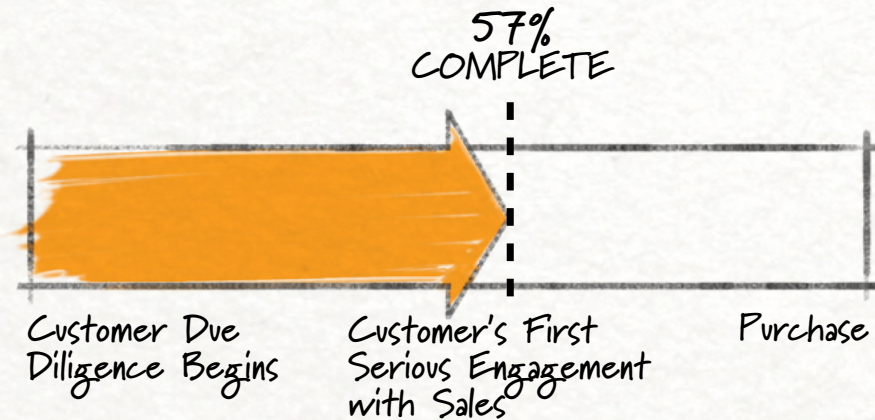 57%
COMPLETE
Customer Due
Diligence Begins
Customer's First
Serious Engagement
with Sales
Purchase